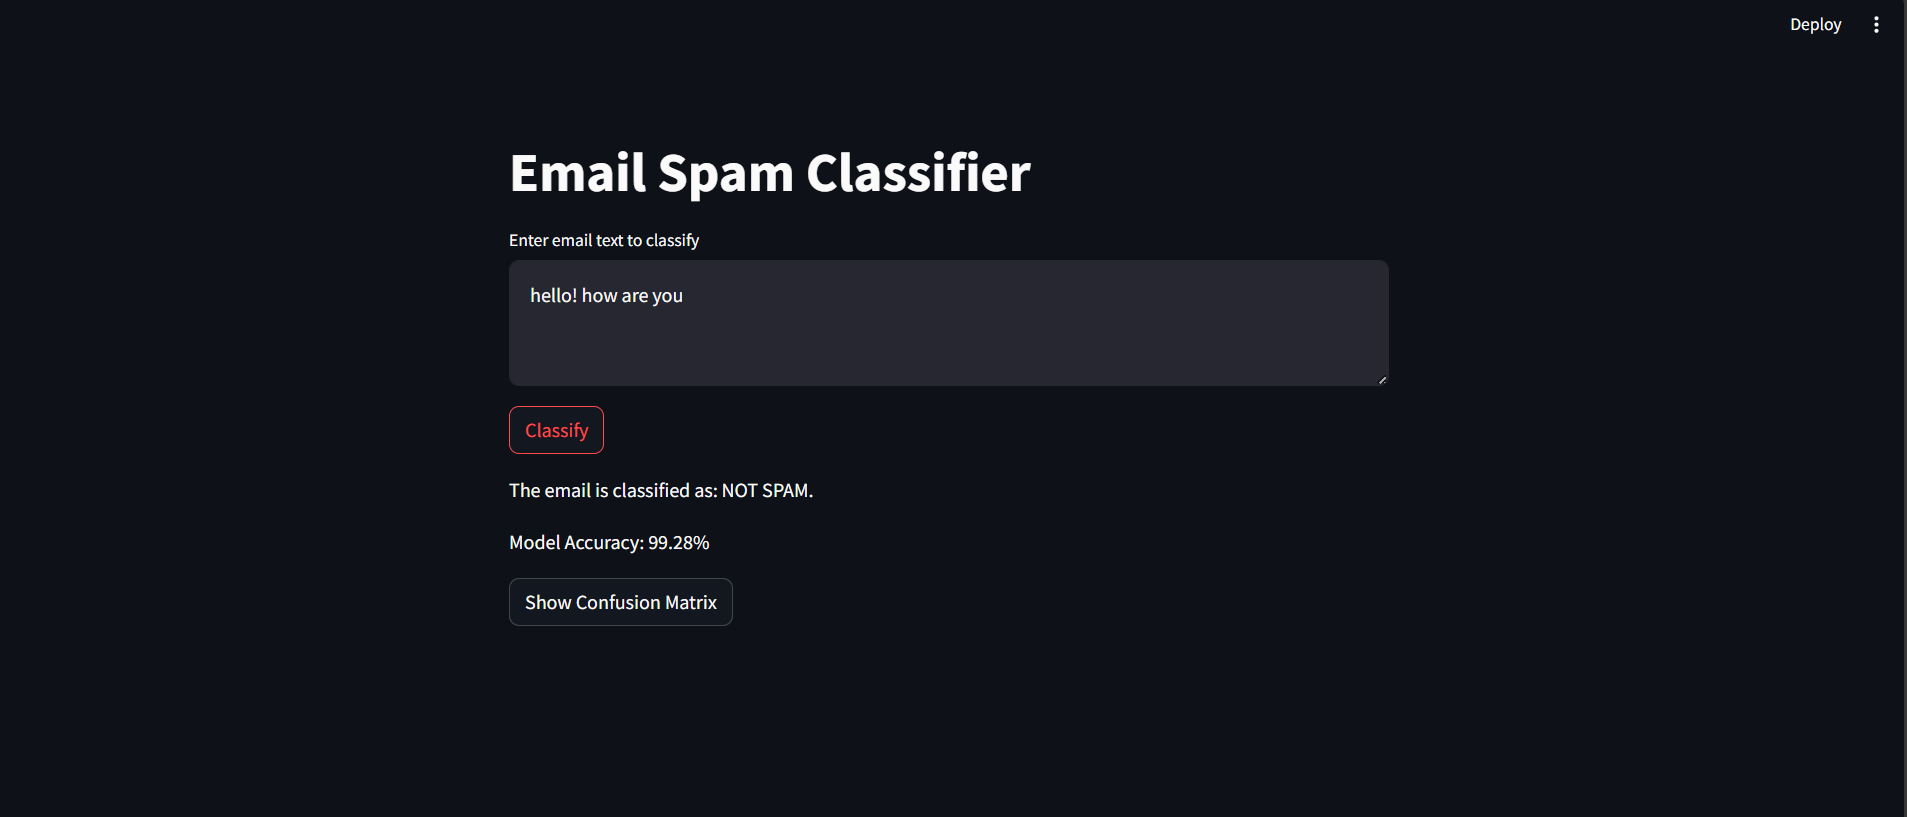 Deploy
Email Spam Classifier
Enter email text to classify
hello! how are you
Classify
The email is classified as: NOT SPAM.
Model Accuracy: 99.28%
Show Confusion Matrix